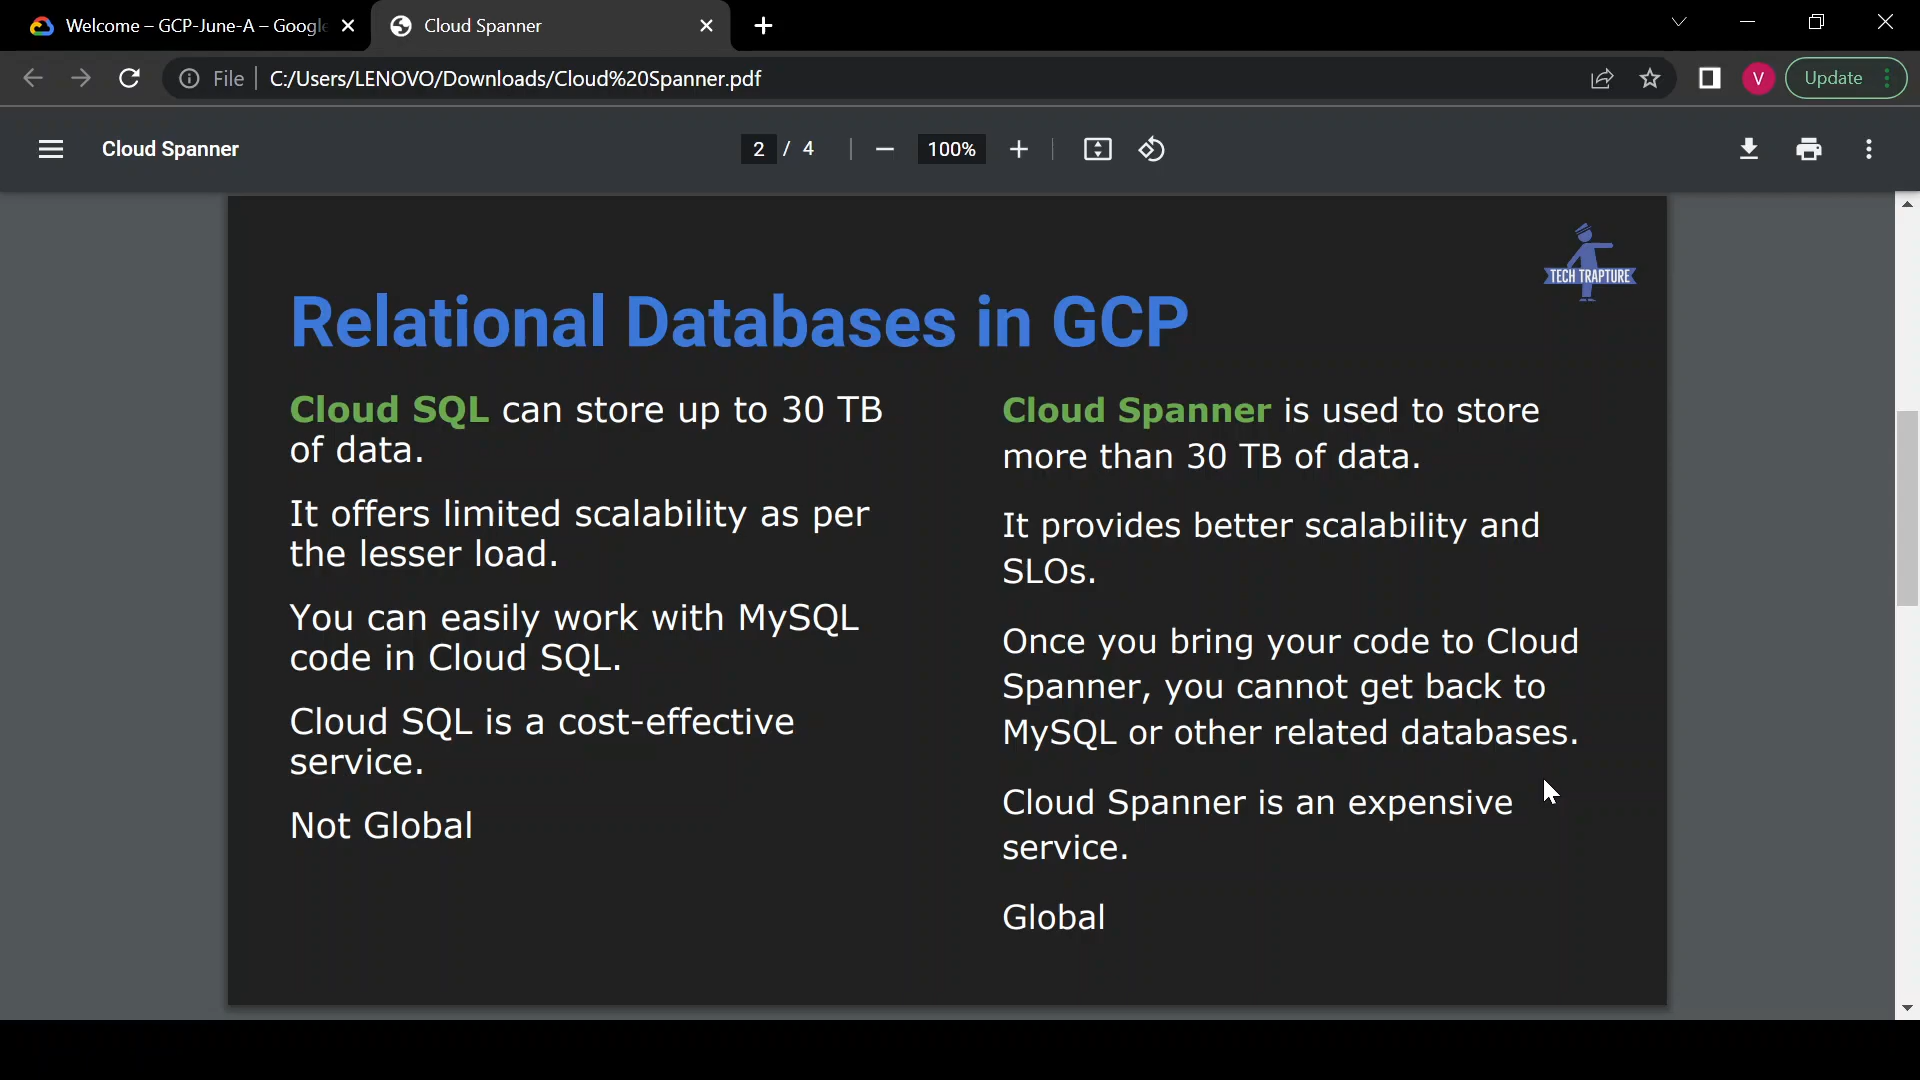 Welcome – GCP-June-A – Google
Cloud Spanner
File
C:/Users/LENOVO/Downloads/Cloud%20Spanner.pdf
V
Update
Cloud Spanner
2 / 4
100%
TECH TRAPTURE
Relational Databases in GCP
Cloud SQL can store up to 30 TB
of data.
It offers limited scalability as per
the lesser load.
You can easily work with MySQL
code in Cloud SQL.
Cloud SQL is a cost-effective
service.
Not Global
Cloud Spanner is used to store
more than 30 TB of data.
It provides better scalability and
SLOs.
Once you bring your code to Cloud
Spanner, you cannot get back to
MySQL or other related databases.
Cloud Spanner is an expensive
service.
Global